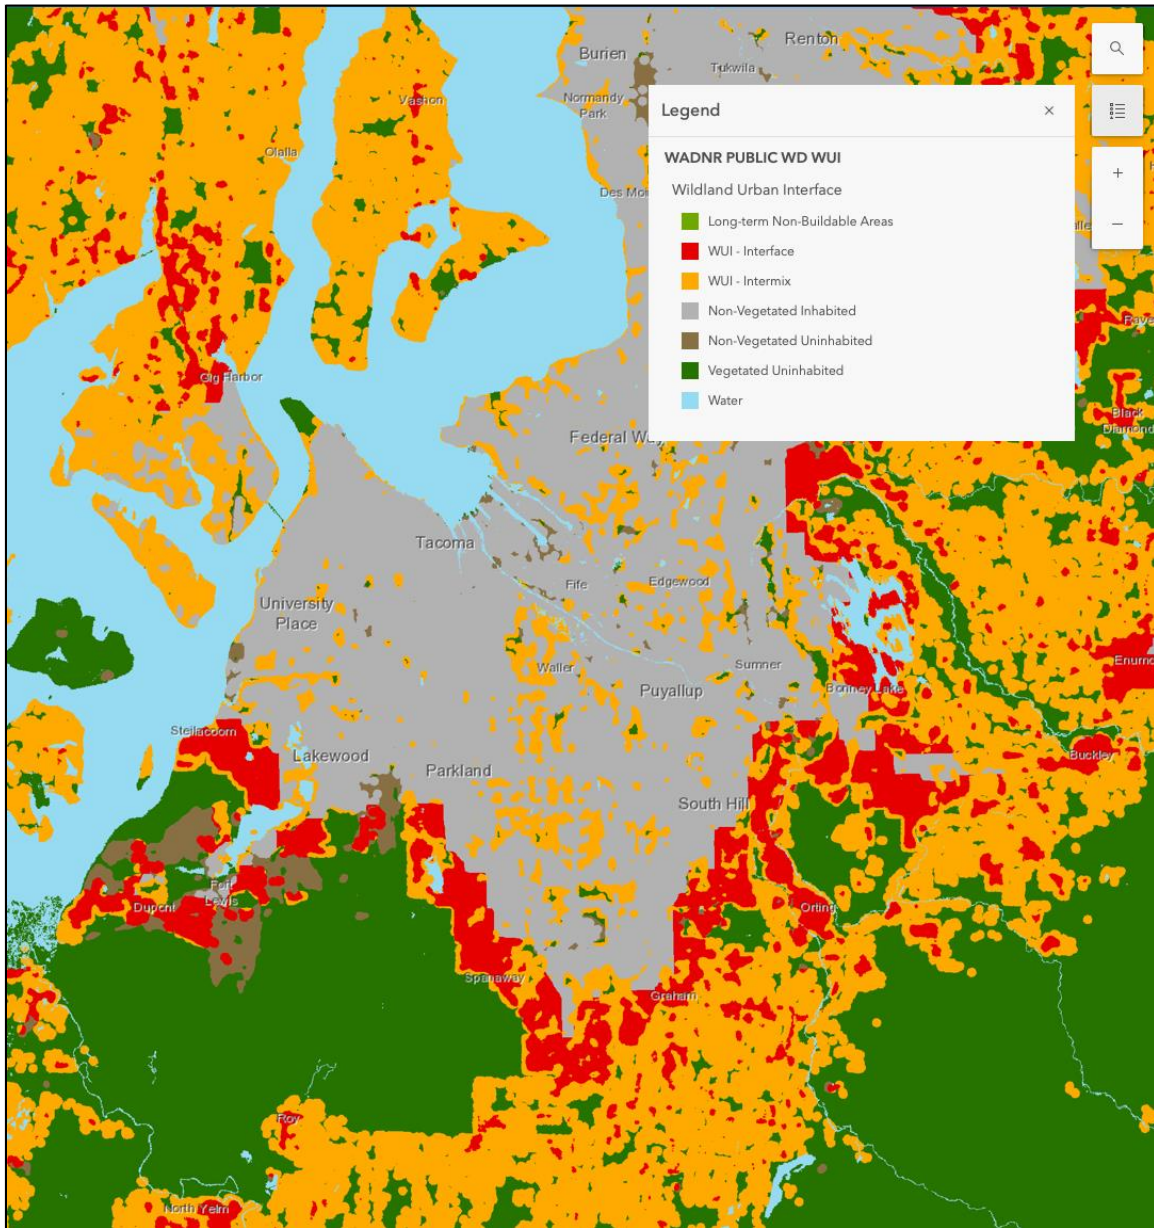 Renton
Burien
Tukwila
Vashon
Normandy
Park
Olalla
Legend
WADNR PUBLIC WD WUI
Wildland Urban Interface
Long-term Non-Buildable Areas
WUI - Interface
WUI - Intermix
Non-Vegetated Inhabited
Non-Vegetated Uninhabited
Vegetated Uninhabited
Water
Des Mo
Rave
Gig Harbor
Black
Diamond
Federal Way
Tacoma
Fife
Edgewood
University
Place
Waller
Sumner
Enumc
Puyallup
Bonney Lake
Steilacoom
Lakewood
Buckley
Parkland
South Hill
Fort
Lewis
Dupont
Orting
Spanaway
Graham
Roy
North Yelm